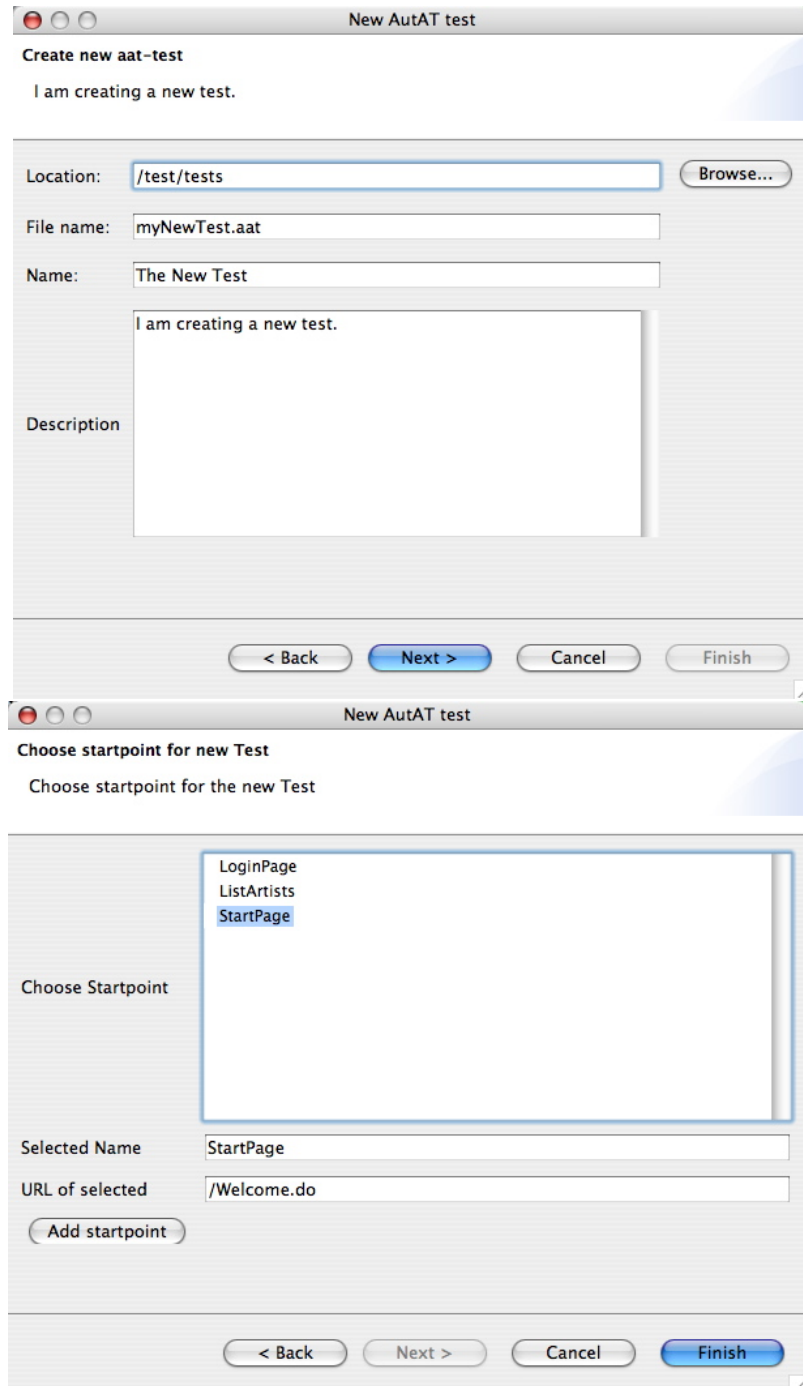 New AutAT test
Create new aat-test
I am creating a new test.
Location: /test/tests Browse...
File name: myNewTest.aat
Name: The New Test
I am creating a new test.
Description
< Back Next > Cancel Finish
New AutAT test
Choose startpoint for new Test
Choose startpoint for the new Test
LoginPage
ListArtists
StartPage
Choose Startpoint
Selected Name StartPage
URL of selected /Welcome.do
Add startpoint
< Back Next > Cancel Finish